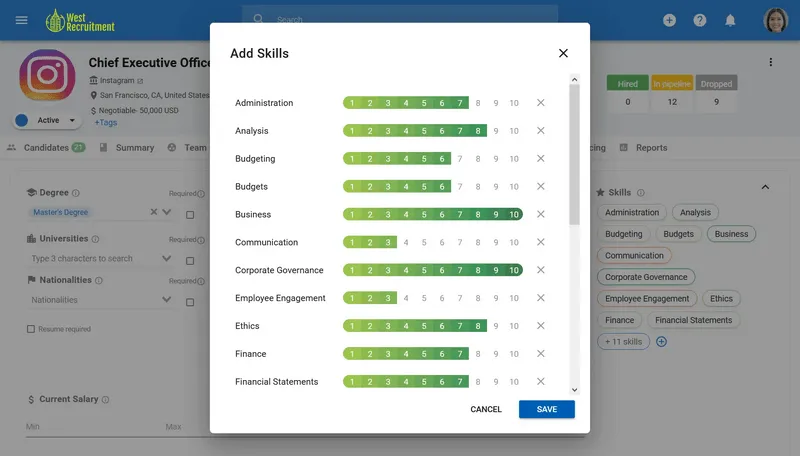 West
Recruitment
Search
Chief Executive Office
Instagram
San Francisco, CA, United States
Negotiable- 50,000 USD
+Tags
Active
Hired
0
In pipeline
12
Dropped
9
Candidates 21
Summary
Team
Reports
Degree
Required
Master's Degree
Universities
Required
Type 3 characters to search
Nationalities
Required
Nationalities
Resume required
Current Salary
Min
Max
Add Skills
Administration 1 2 3 4 5 6 7 8 9 10
Analysis 1 2 3 4 5 6 7 8 9 10
Budgeting 1 2 3 4 5 6 7 8 9 10
Budgets 1 2 3 4 5 6 7 8 9 10
Business 1 2 3 4 5 6 7 8 9 10
Communication 1 2 3 4 5 6 7 8 9 10
Corporate Governance 1 2 3 4 5 6 7 8 9 10
Employee Engagement 1 2 3 4 5 6 7 8 9 10
Ethics 1 2 3 4 5 6 7 8 9 10
Finance 1 2 3 4 5 6 7 8 9 10
Financial Statements 1 2 3 4 5 6 7 8 9 10
CANCEL
SAVE
Skills
Administration Analysis
Budgeting Budgets Business
Communication
Corporate Governance
Employee Engagement Ethics
Finance Financial Statements
+ 11 skills